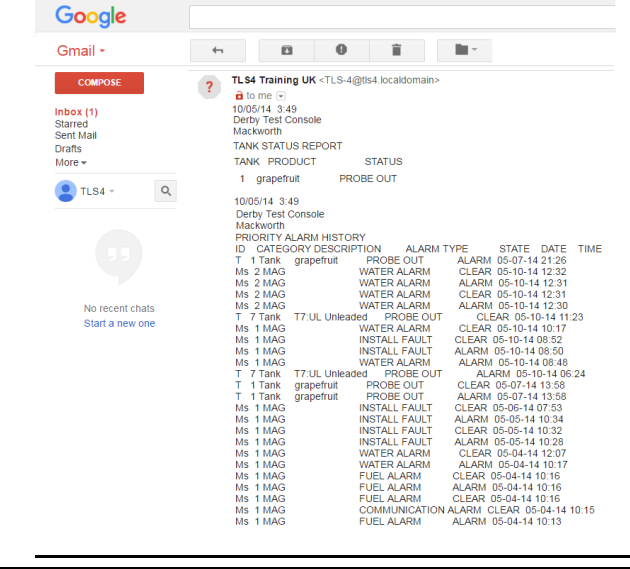 Google
Gmail
COMPOSE
Inbox (1)
Starred
Sent Mail
Drafts
More
TLS4
No recent chats
Start a new one
TLS4 Training UK <TLS-4@tls4.localdomain>
to me
10/05/14 3:49
Derby Test Console
Mackworth
TANK STATUS REPORT
TANK PRODUCT STATUS
1 grapefruit PROBE OUT
10/05/14 3:49
Derby Test Console
Mackworth
PRIORITY ALARM HISTORY
ID CATEGORY DESCRIPTION ALARM TYPE STATE DATE TIME
T 1 Tank grapefruit PROBE OUT ALARM 05-07-14 21:26
Ms 2 MAG WATER ALARM CLEAR 05-10-14 12:32
Ms 2 MAG WATER ALARM ALARM 05-10-14 12:31
Ms 2 MAG WATER ALARM CLEAR 05-10-14 12:31
Ms 2 MAG WATER ALARM ALARM 05-10-14 12:30
T 7 Tank T7:UL Unleaded PROBE OUT CLEAR 05-10-14 11:23
Ms 1 MAG WATER ALARM CLEAR 05-10-14 10:17
Ms 1 MAG INSTALL FAULT CLEAR 05-10-14 08:52
Ms 1 MAG INSTALL FAULT ALARM 05-10-14 08:50
Ms 1 MAG WATER ALARM ALARM 05-10-14 08:48
T 7 Tank T7:UL Unleaded PROBE OUT ALARM 05-10-14 06:24
T 1 Tank grapefruit PROBE OUT CLEAR 05-07-14 13:58
T 1 Tank grapefruit PROBE OUT ALARM 05-07-14 13:58
Ms 1 MAG INSTALL FAULT CLEAR 05-06-14 07:53
Ms 1 MAG INSTALL FAULT ALARM 05-05-14 10:34
Ms 1 MAG INSTALL FAULT CLEAR 05-05-14 10:32
Ms 1 MAG INSTALL FAULT ALARM 05-05-14 10:28
Ms 1 MAG WATER ALARM CLEAR 05-04-14 12:07
Ms 1 MAG WATER ALARM ALARM 05-04-14 10:17
Ms 1 MAG FUEL ALARM CLEAR 05-04-14 10:16
Ms 1 MAG FUEL ALARM ALARM 05-04-14 10:16
Ms 1 MAG FUEL ALARM CLEAR 05-04-14 10:16
Ms 1 MAG COMMUNICATION ALARM CLEAR 05-04-14 10:15
Ms 1 MAG FUEL ALARM ALARM 05-04-14 10:13